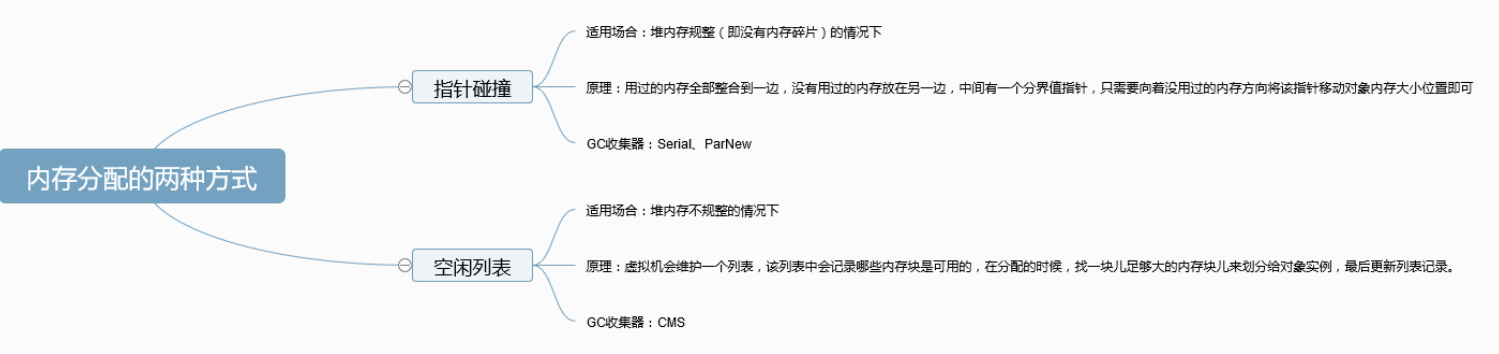 内存分配的两种方式
指针碰撞
适用场合：堆内存规整（即没有内存碎片）的情况下
原理：用过的内存全部整合到一边，没有用过的内存放在另一边，中间有一个分界值指针，只需要向着没用过的内存方向将该指针移动对象内存大小位置即可
GC收集器：Serial、ParNew
空闲列表
适用场合：堆内存不规整的情况下
原理：虚拟机会维护一个列表，该列表中会记录哪些内存块是可用的，在分配的时候，找一块儿足够大的内存块儿来划分给对象实例，最后更新列表记录。
GC收集器：CMS